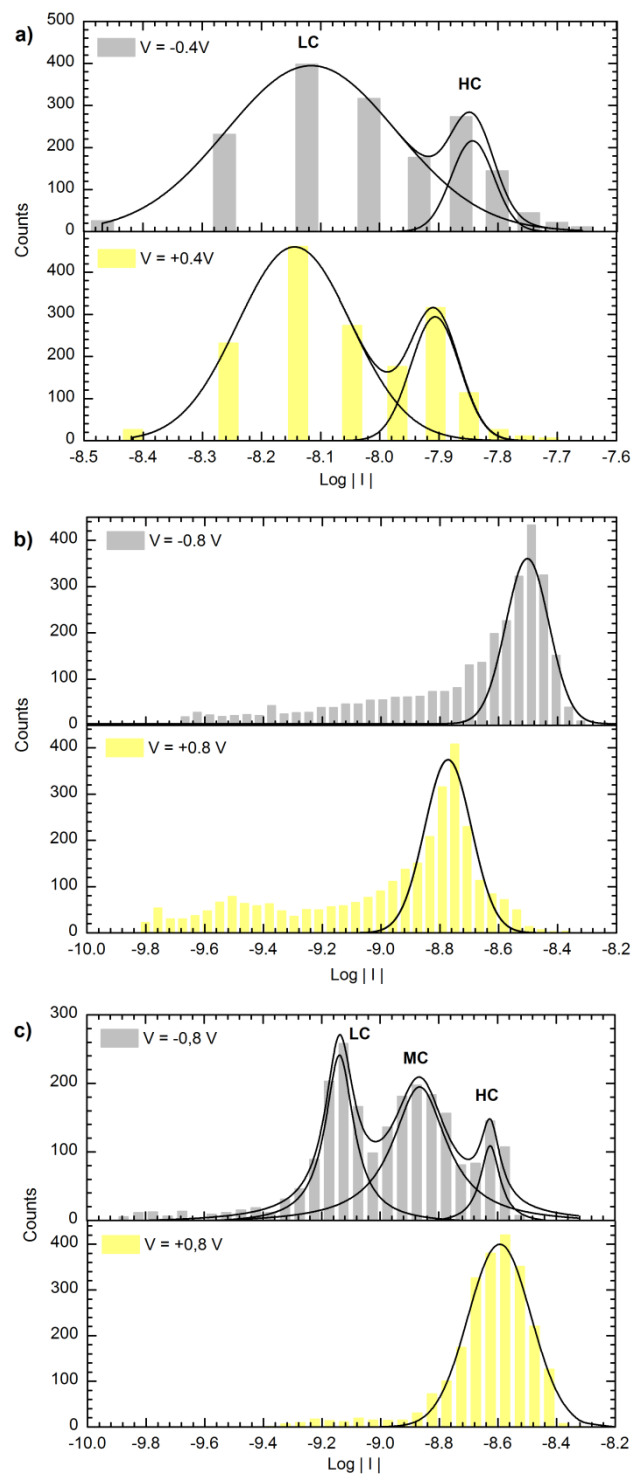 a)
500
400
300
200
100
0
V = -0.4V
LC
HC
Counts
400
300
200
100
0
V = +0.4V
-8.5 -8.4 -8.3 -8.2 -8.1 -8.0 -7.9 -7.8 -7.7 -7.6
Log | I |
b)
400
300
200
100
0
V = -0.8 V
Counts
400
300
200
100
0
V = +0.8 V
-10.0 -9.8 -9.6 -9.4 -9.2 -9.0 -8.8 -8.6 -8.4 -8.2
Log | I |
c)
300
200
100
0
V = -0,8 V
LC
MC
HC
Counts
400
300
200
100
0
V = +0,8 V
-10.0 -9.8 -9.6 -9.4 -9.2 -9.0 -8.8 -8.6 -8.4 -8.2
Log | I |